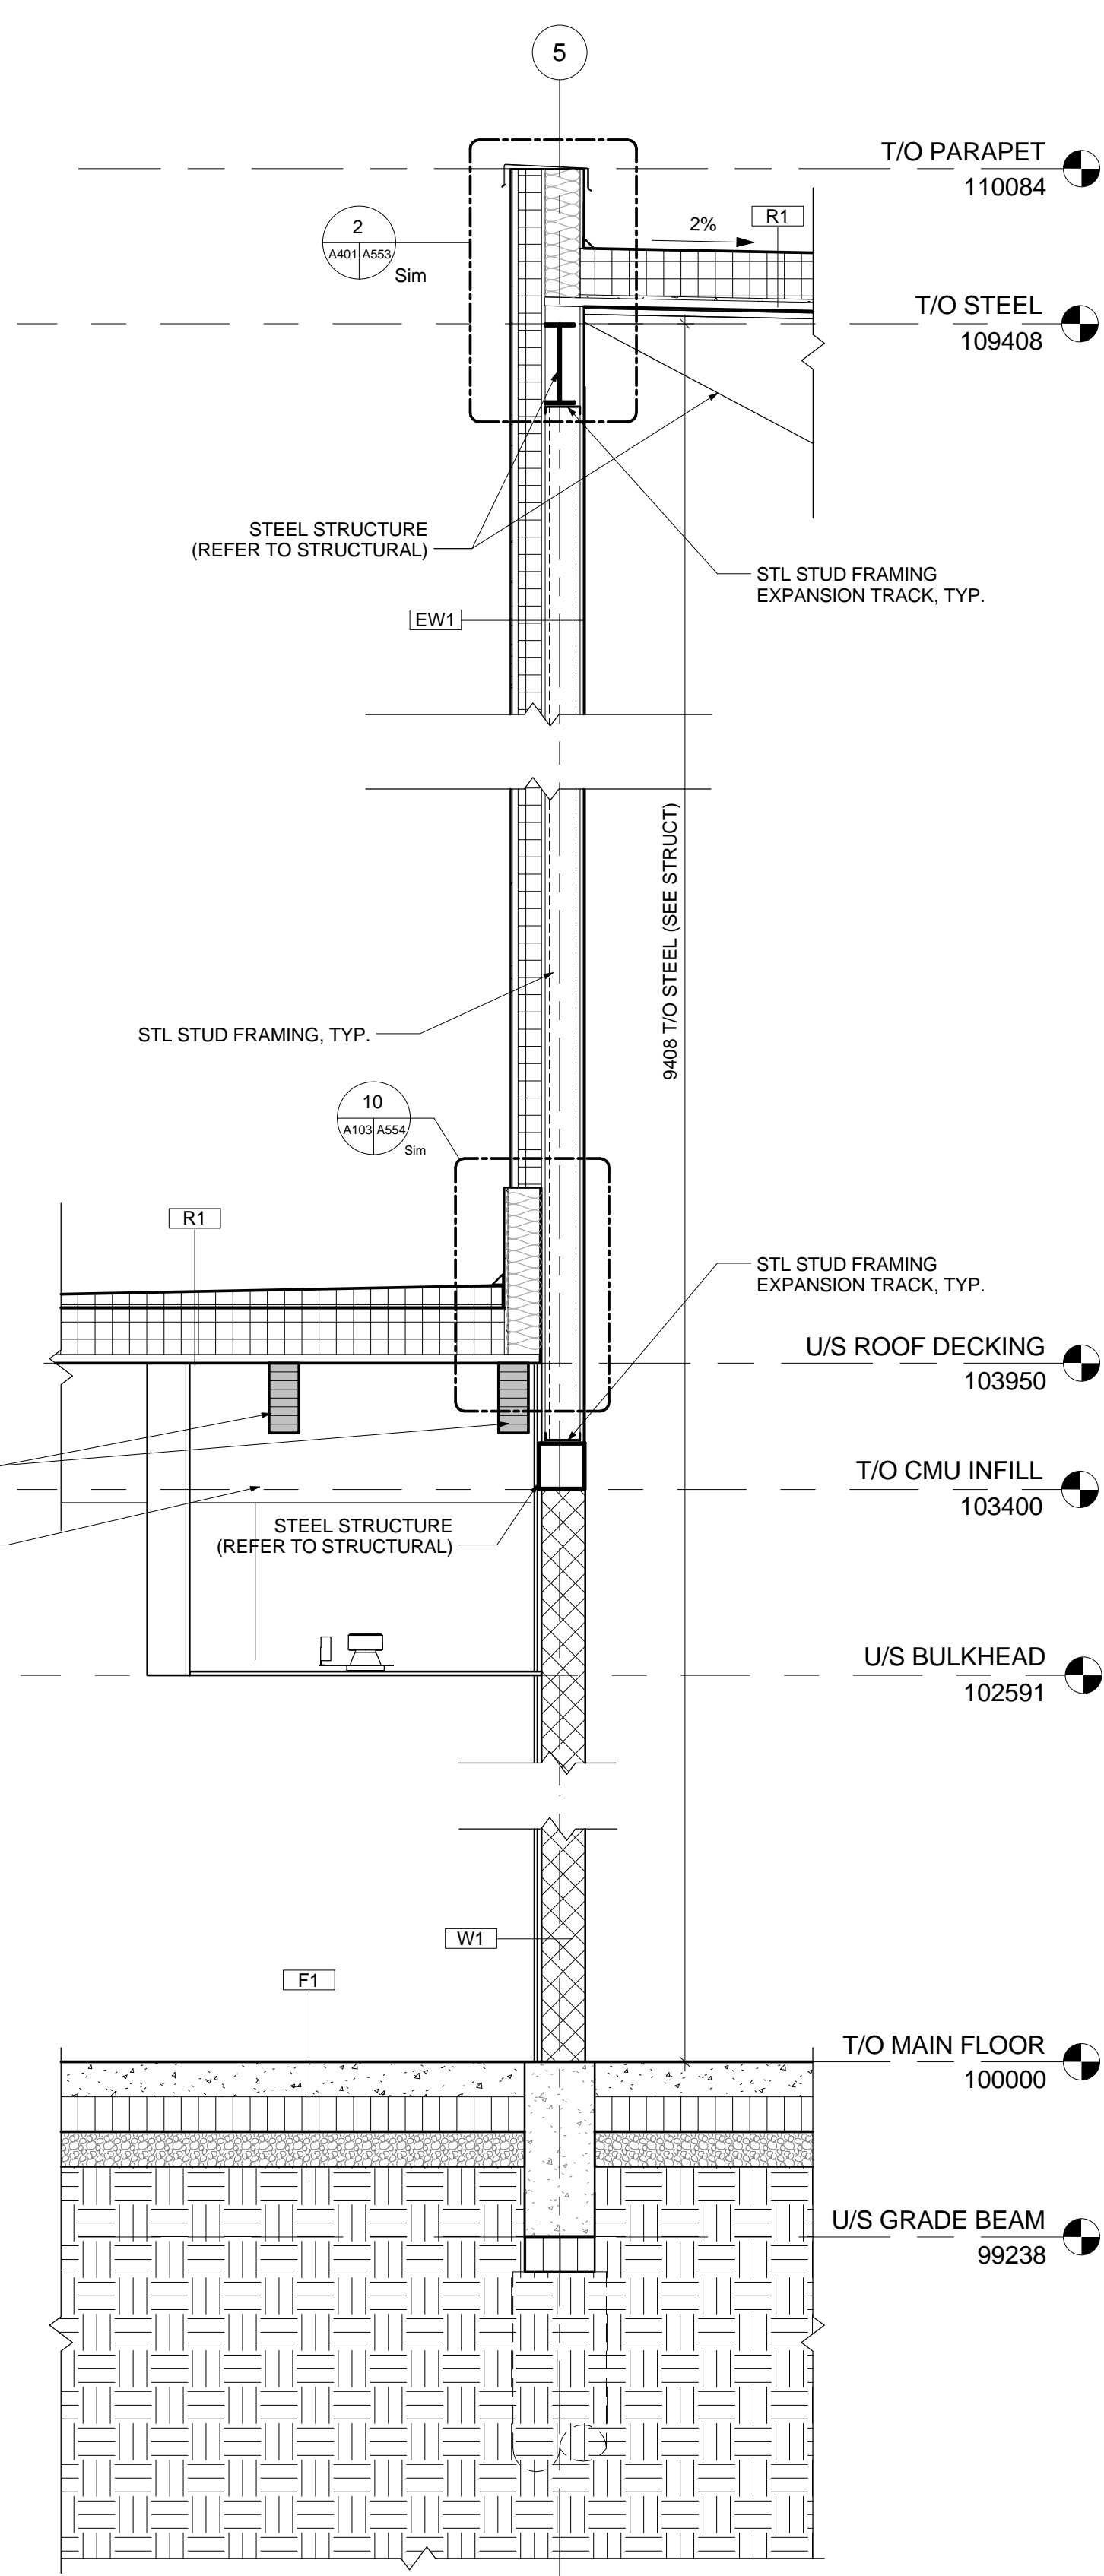 5
T/O PARAPET
110084
2
A401 A553
Sim
2%
R1
T/O STEEL
109408
STEEL STRUCTURE
(REFER TO STRUCTURAL)
STL STUD FRAMING
EXPANSION TRACK, TYP.
EW1
9408 T/O STEEL (SEE STRUCT)
STL STUD FRAMING, TYP.
10
A103 A554
Sim
R1
STL STUD FRAMING
EXPANSION TRACK, TYP.
U/S ROOF DECKING
103950
T/O CMU INFILL
103400
STEEL STRUCTURE
(REFER TO STRUCTURAL)
U/S BULKHEAD
102591
W1
F1
T/O MAIN FLOOR
100000
U/S GRADE BEAM
99238